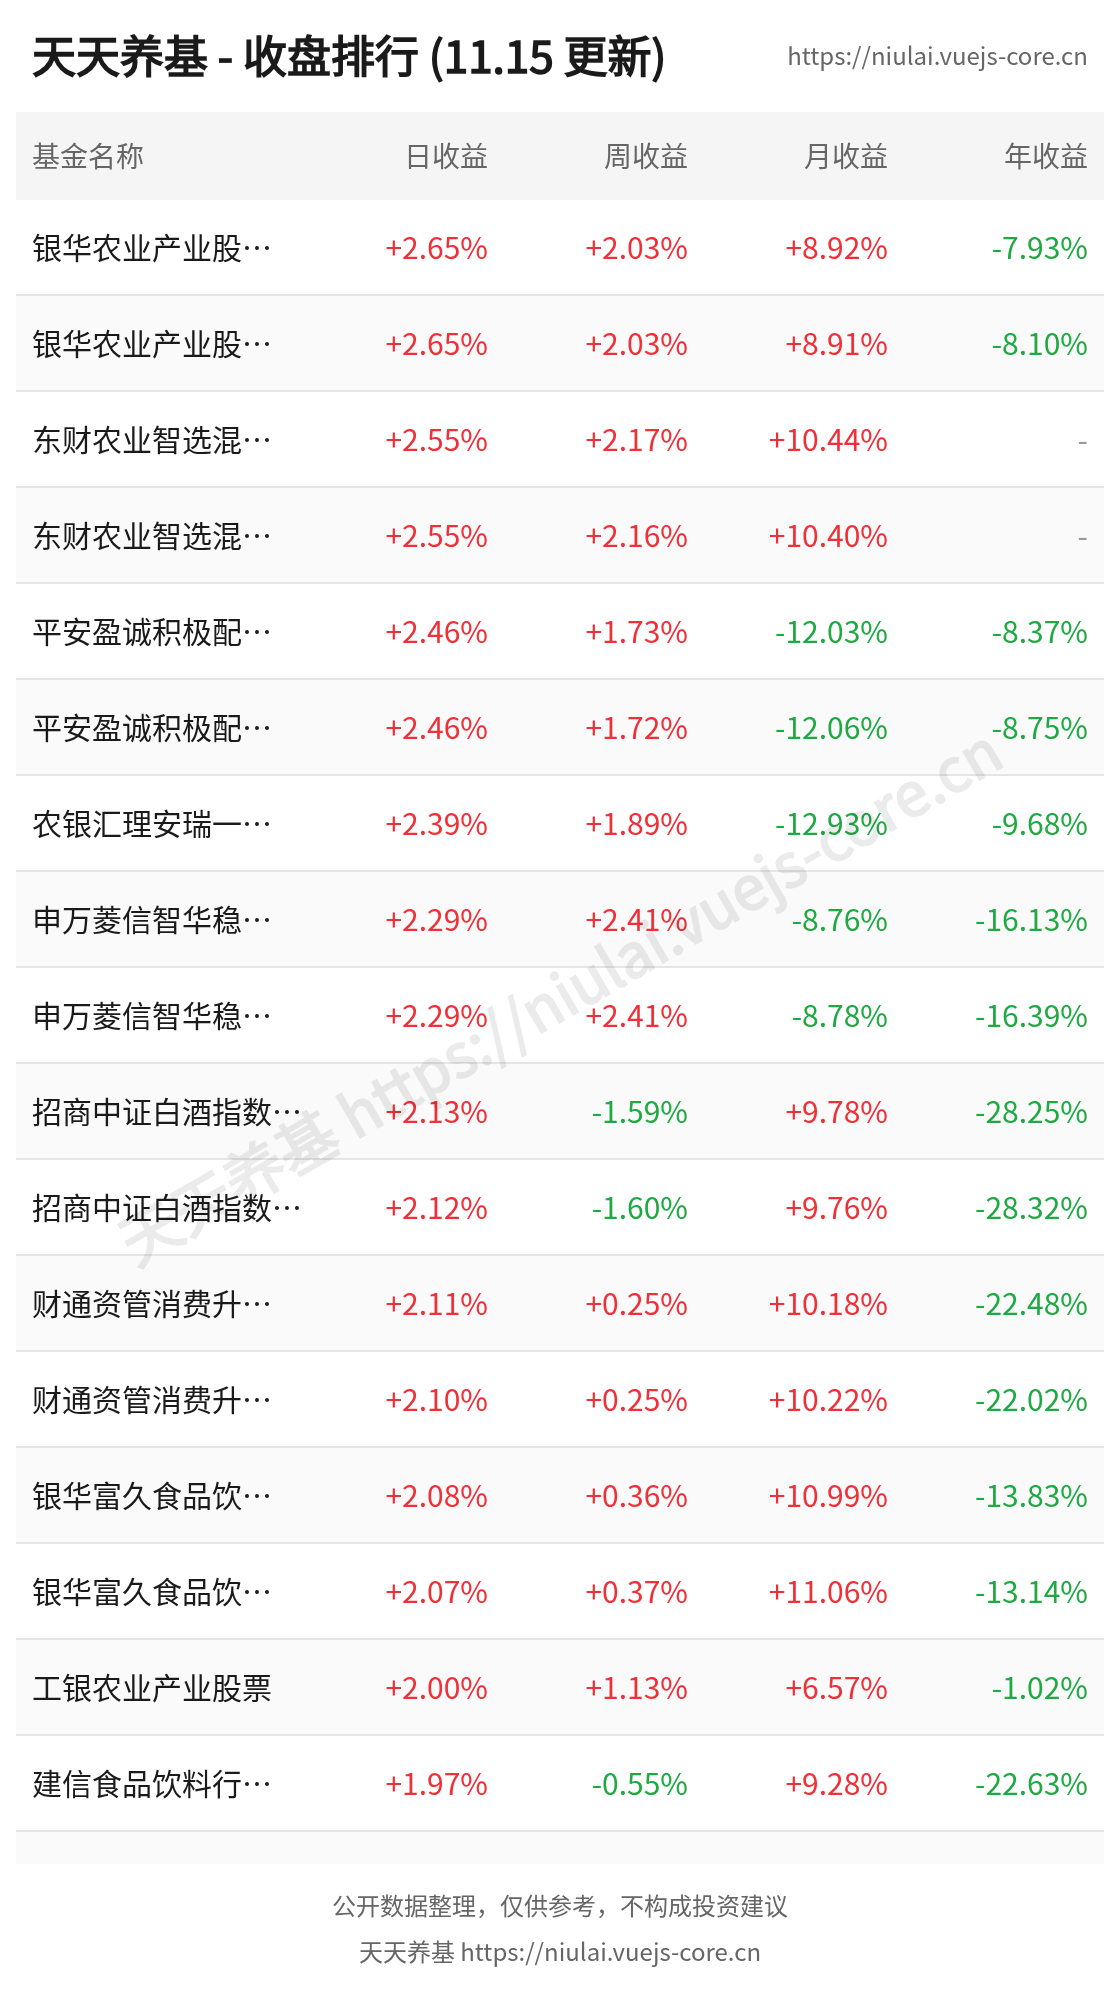 天天养基 - 收盘排行 (11.15 更新) https://niulai.vuejs-core.cn
基金名称 日收益 周收益 月收益 年收益
银华农业产业股… +2.65% +2.03% +8.92% -7.93%
银华农业产业股… +2.65% +2.03% +8.91% -8.10%
东财农业智选混… +2.55% +2.17% +10.44% -
东财农业智选混… +2.55% +2.16% +10.40% -
平安盈诚积极配… +2.46% +1.73% -12.03% -8.37%
平安盈诚积极配… +2.46% +1.72% -12.06% -8.75%
农银汇理安瑞一… +2.39% +1.89% -12.93% -9.68%
申万菱信智华稳… +2.29% +2.41% -8.76% -16.13%
申万菱信智华稳… +2.29% +2.41% -8.78% -16.39%
招商中证白酒指数… +2.13% -1.59% +9.78% -28.25%
招商中证白酒指数… +2.12% -1.60% +9.76% -28.32%
财通资管消费升… +2.11% +0.25% +10.18% -22.48%
财通资管消费升… +2.10% +0.25% +10.22% -22.02%
银华富久食品饮… +2.08% +0.36% +10.99% -13.83%
银华富久食品饮… +2.07% +0.37% +11.06% -13.14%
工银农业产业股票 +2.00% +1.13% +6.57% -1.02%
建信食品饮料行… +1.97% -0.55% +9.28% -22.63%
天天养基 https://niulai.vuejs-core.cn
公开数据整理，仅供参考，不构成投资建议
天天养基 https://niulai.vuejs-core.cn